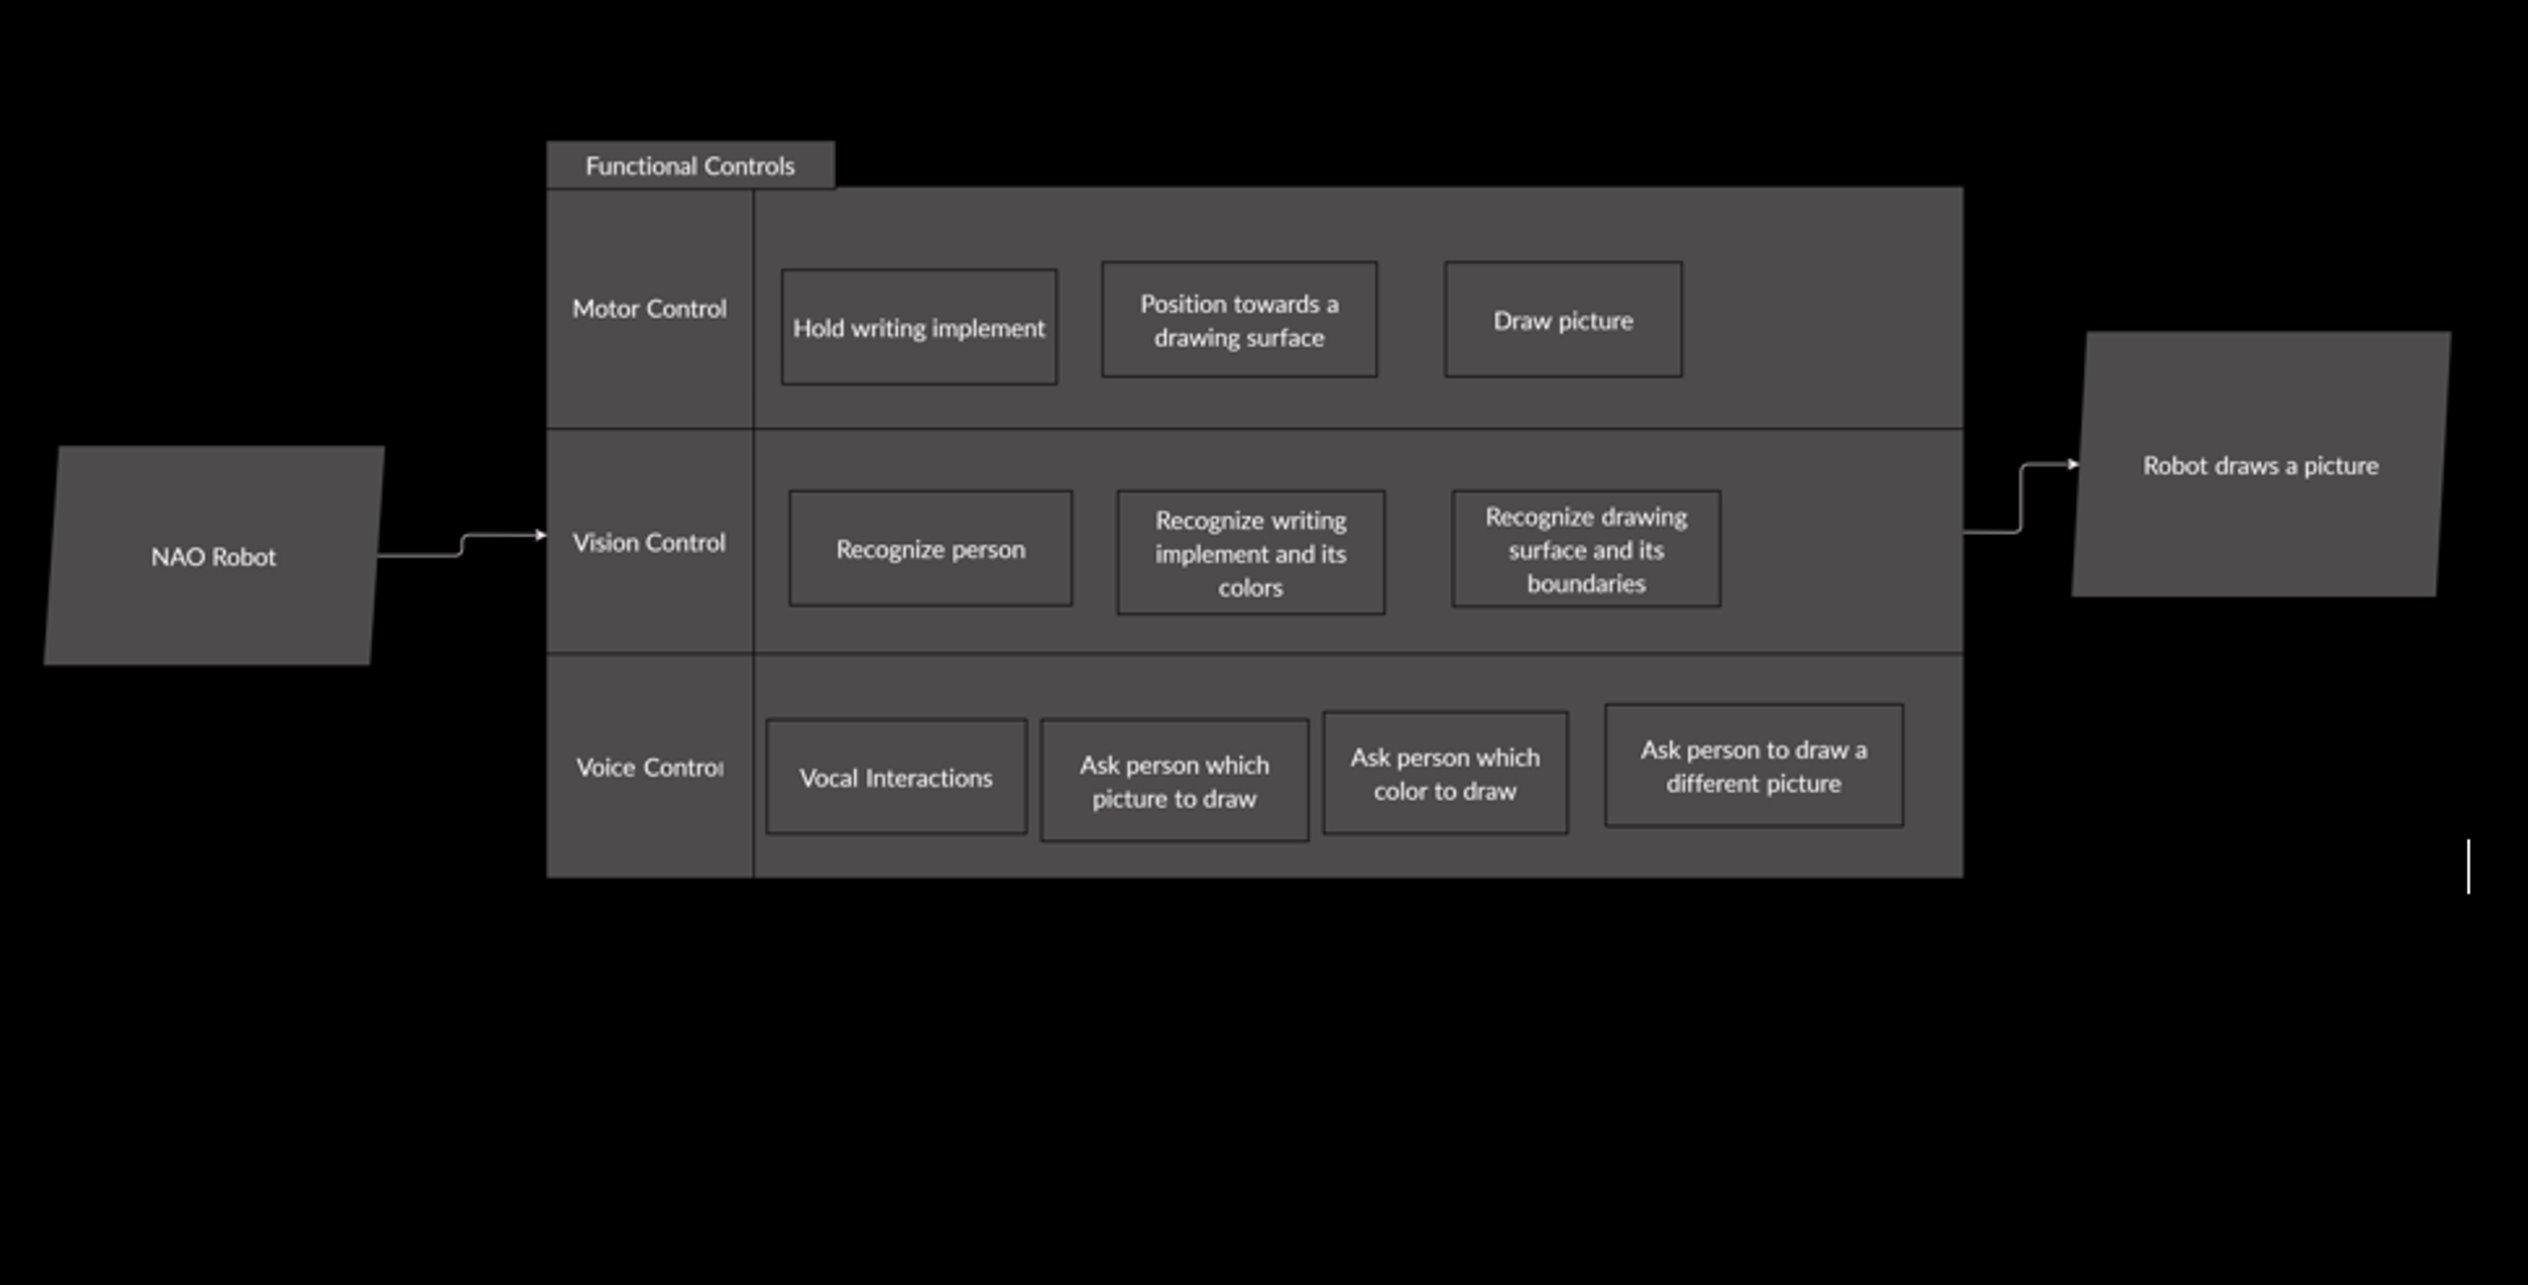 Functional Controls
Motor Control
Hold writing implement
Position towards a
drawing surface
Draw picture
NAO Robot
Vision Control
Recognize person
Recognize writing
implement and its
colors
Recognize drawing
surface and its
boundaries
Robot draws a picture
Voice Control
Vocal Interactions
Ask person which
picture to draw
Ask person which
color to draw
Ask person to draw a
different picture